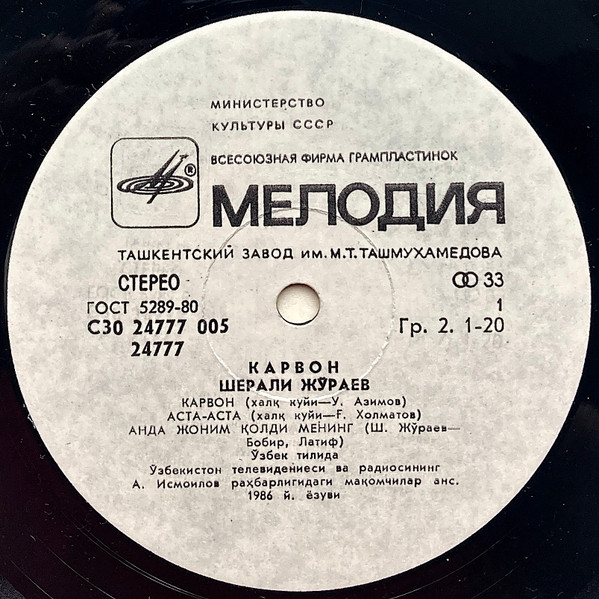 МИНИСТЕРСТВО
КУЛЬТУРЫ СССР
ВСЕСОЮЗНАЯ ФИРМА ГРАМПЛАСТИНОК
®
МЕЛОДИЯ
ТАШКЕНТСКИЙ ЗАВОД ИМ. М.Т. ТАШМУХАМЕДОВА
СТЕРЕО 33
ГОСТ 5289-80 1
С30 24777 005 Гр. 2. 1-20
24777
КАРВОН
ШЕРАЛИ ЖЎРАЕВ
КАРВОН (халқ куйи—У. Азимов)
АСТА-АСТА (халқ куйи—Ғ. Холматов)
АНДА ЖОНИМ ҚОЛДИ МЕНИНГ (Ш. Жўраев—
Бобир, Латиф)
Ўзбек тилида
Ўзбекистон телевидениеси ва радиосининг
А. Исмоилов раҳбарлигидаги мақомчилар анс.
1986 й. ёзуви